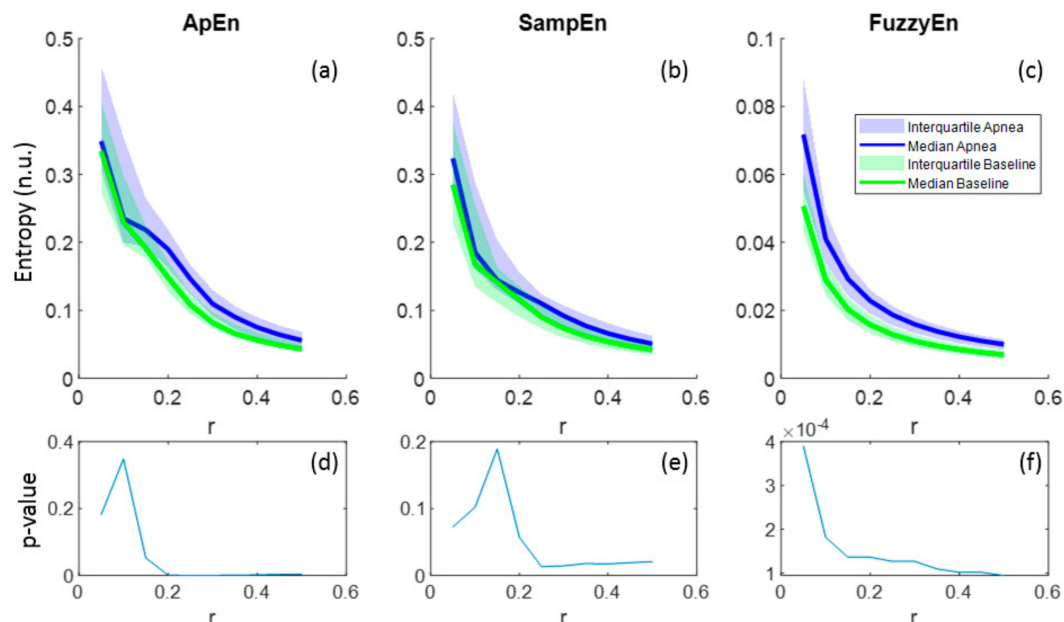 ApEn
SampEn
FuzzyEn
Entropy (n.u.)
0.5
0.4
0.3
0.2
0.1
0
(a)
0
0.2
0.4
0.6
r
0.5
0.4
0.3
0.2
0.1
0
(b)
0
0.2
0.4
0.6
r
0.1
0.08
0.06
0.04
0.02
0
(c)
Interquartile Apnea
Median Apnea
Interquartile Baseline
Median Baseline
0
0.2
0.4
0.6
r
p-value
0.4
0.2
0
(d)
0
0.2
0.4
0.6
r
0.2
0.1
0
(e)
0
0.2
0.4
0.6
r
×10-4
4
3
2
1
(f)
0
0.2
0.4
0.6
r